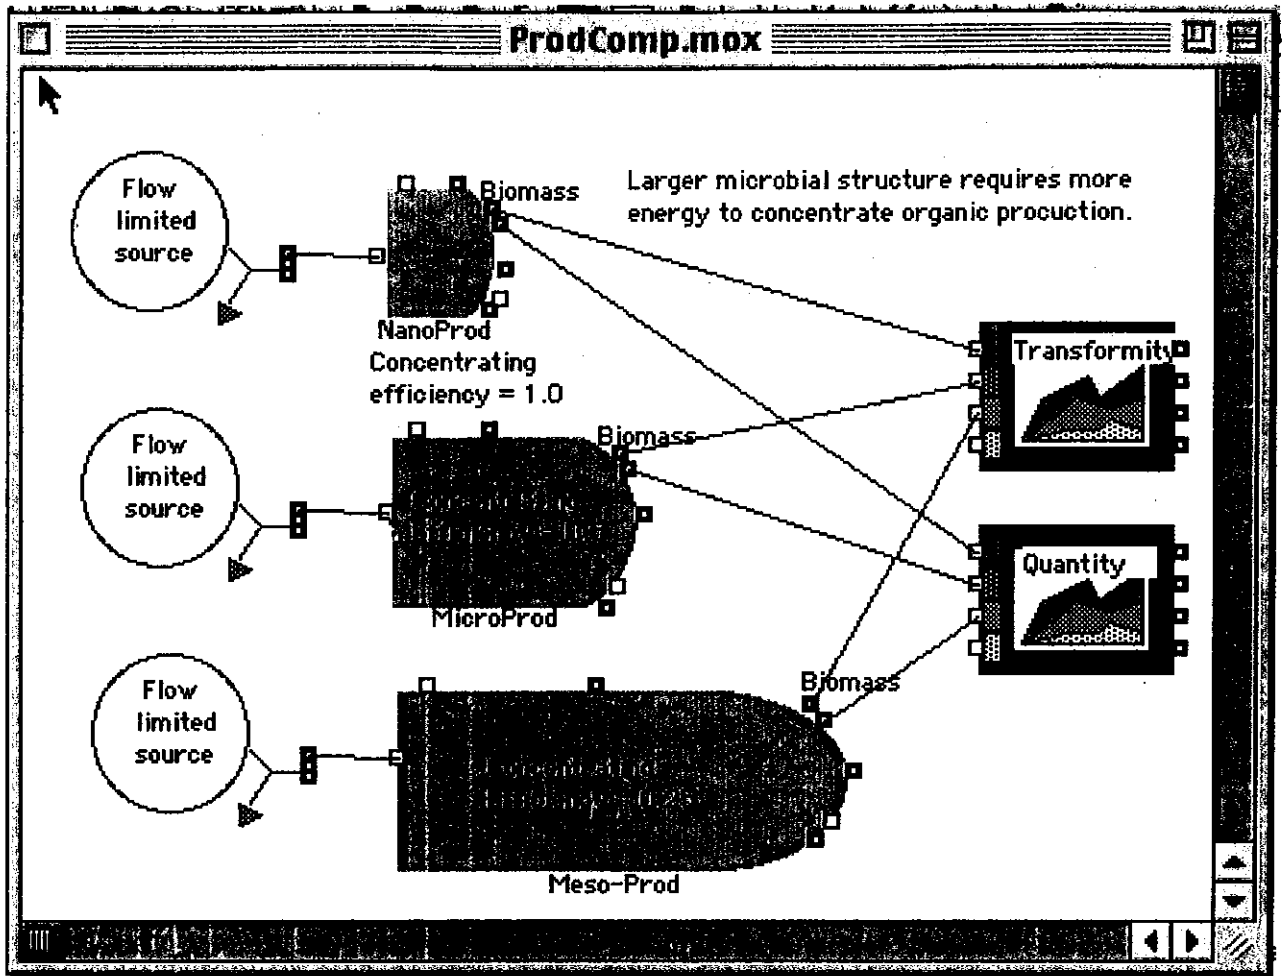 ProdComp.mox
Flow
limited
source
Biomass
Larger microbial structure requires more
energy to concentrate organic procuction.
NanoProd
Concentrating
efficiency = 1.0
Transformity
Flow
limited
source
Biomass
MicroProd
Quantity
Flow
limited
source
Biomass
Meso-Prod